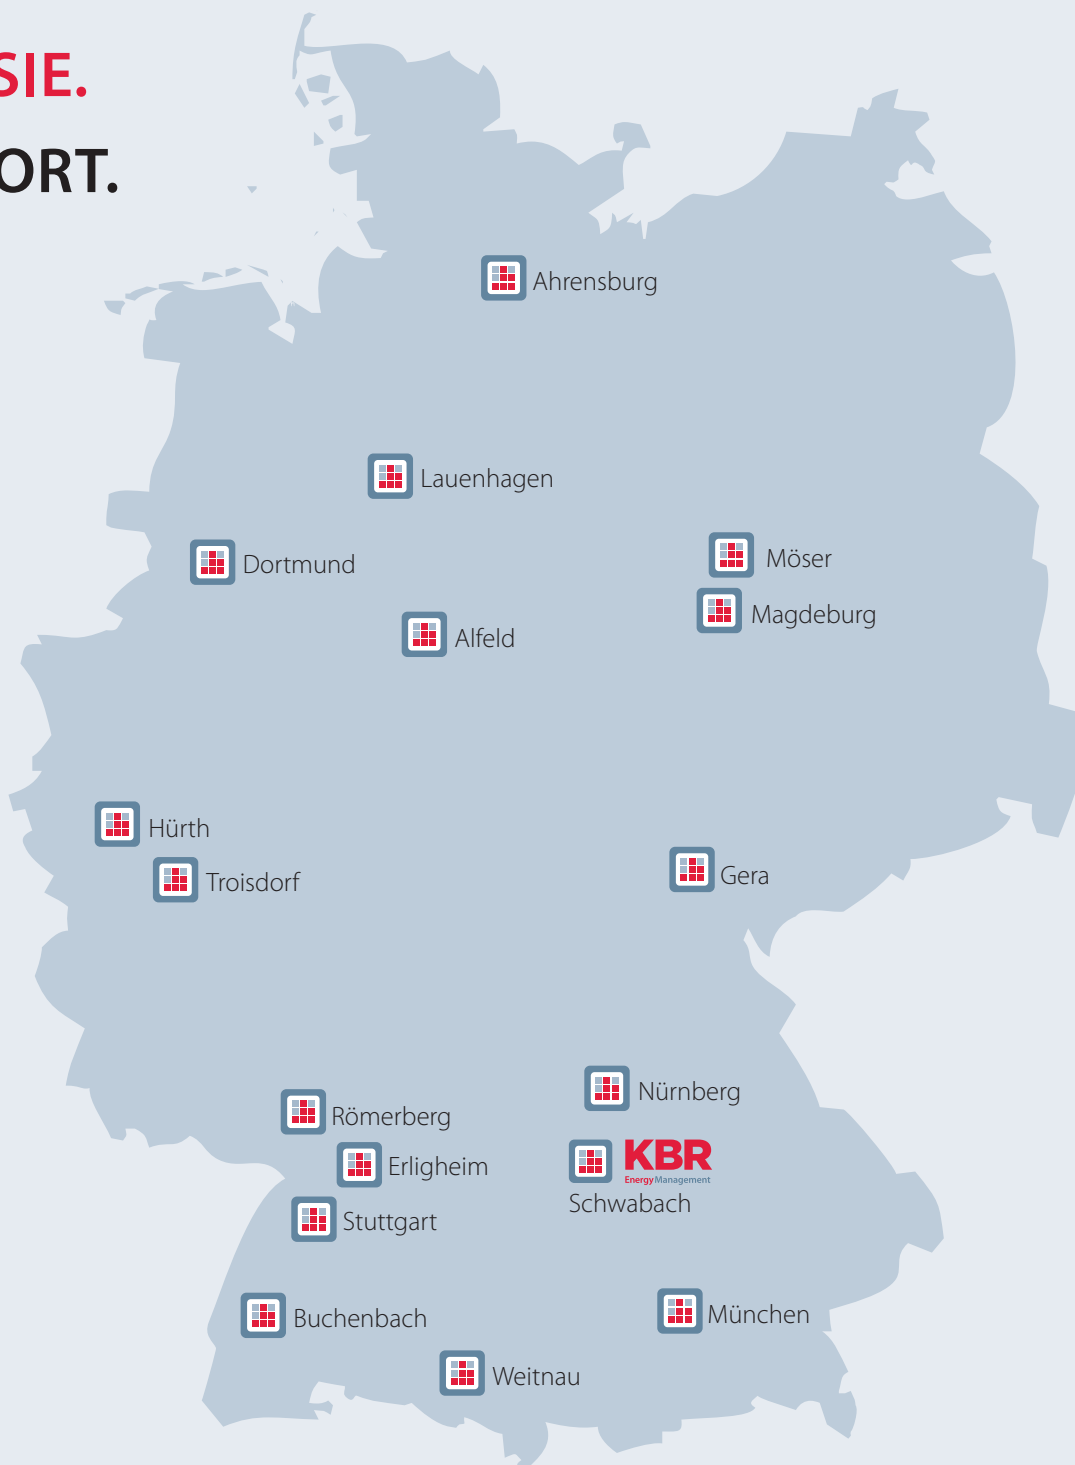 SIE.
ORT.
Ahrensburg
Lauenhagen
Dortmund
Möser
Magdeburg
Alfeld
Hürth
Troisdorf
Gera
Nürnberg
Römerberg
KBR
Energy Management
Erligheim
Schwabach
Stuttgart
Buchenbach
München
Weitnau